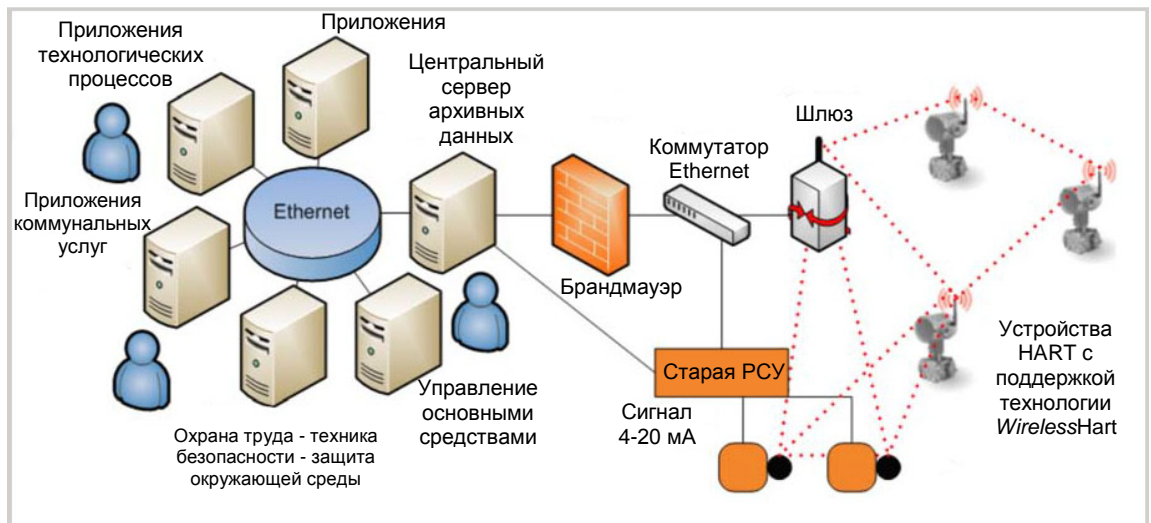 Приложения
технологических
процессов
Приложения
Центральный
сервер
архивных
данных
Шлюз
Коммутатор
Ethernet
Приложения
коммунальных
услуг
Ethernet
Брандмауэр
Устройства
HART с
поддержкой
технологии
WirelessHart
Старая РСУ
Управление
основными
средствами
Сигнал
4-20 мА
Охрана труда - техника
безопасности - защита
окружающей среды